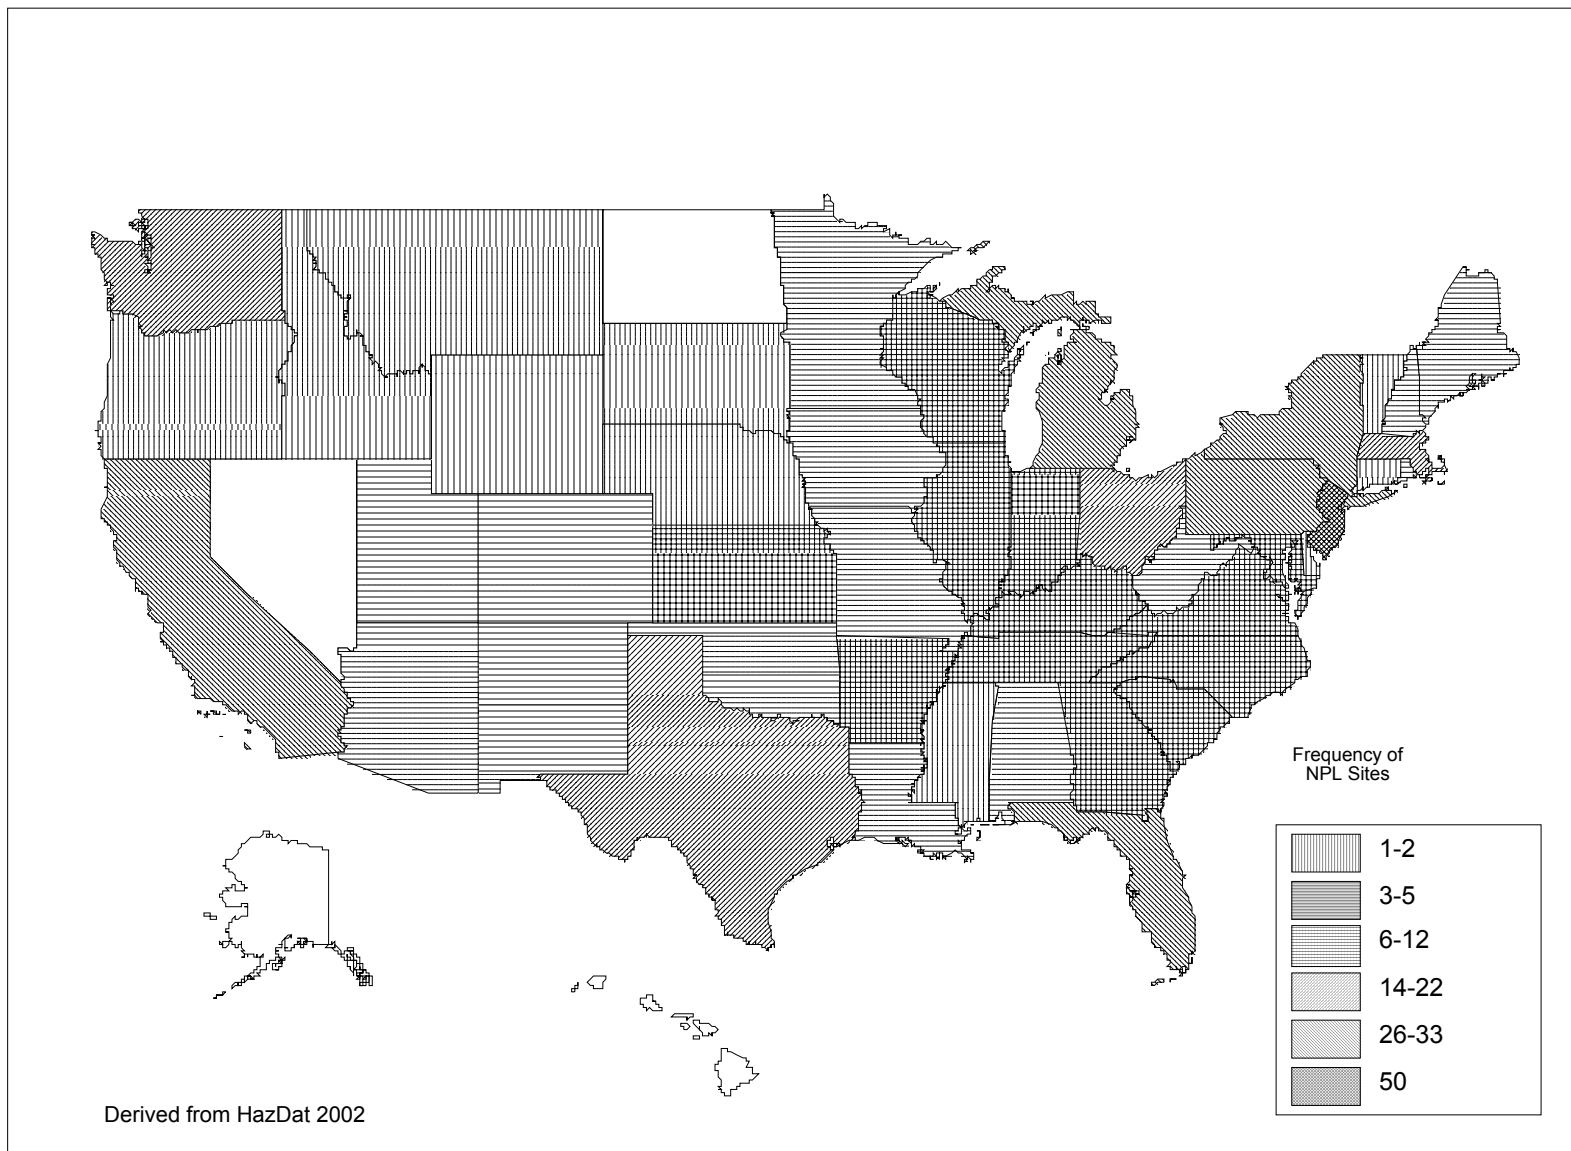 Frequency of
NPL Sites
1-2
3-5
6-12
14-22
26-33
50
Derived from HazDat 2002